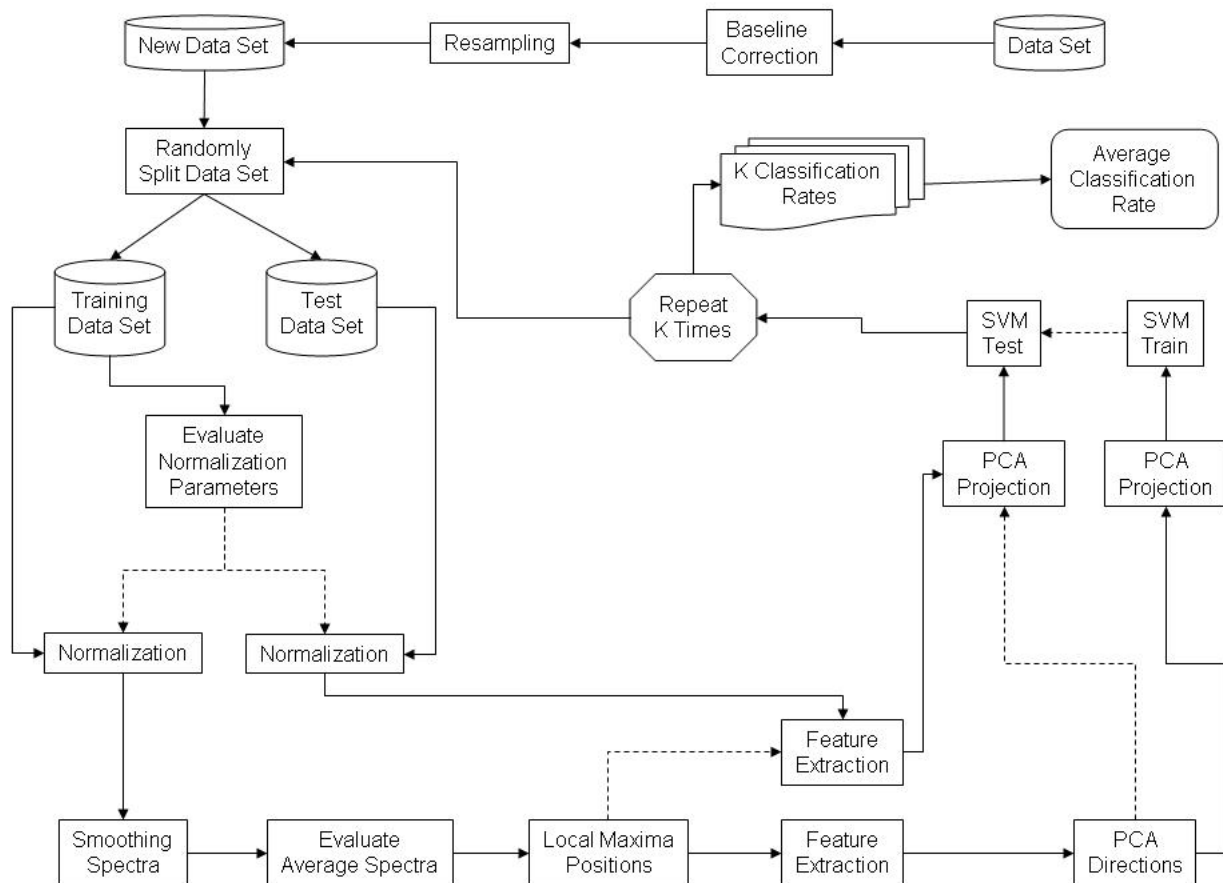 New Data Set
Resampling
Baseline
Correction
Data Set
Randomly
Split Data Set
K Classification
Rates
Average
Classification
Rate
Training
Data Set
Test
Data Set
Repeat
K Times
SVM
Test
SVM
Train
Evaluate
Normalization
Parameters
PCA
Projection
PCA
Projection
Normalization
Normalization
Feature
Extraction
Smoothing
Spectra
Evaluate
Average Spectra
Local Maxima
Positions
Feature
Extraction
PCA
Directions